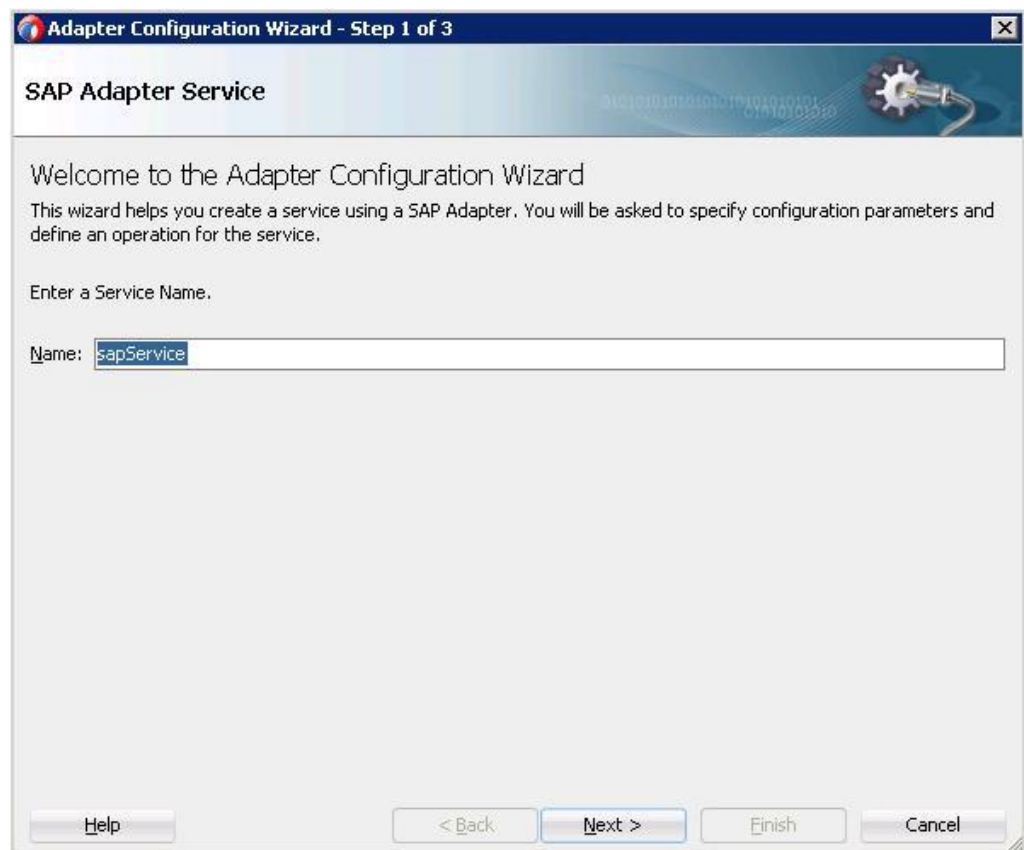 Adapter Configuration Wizard - Step 1 of 3
SAP Adapter Service
Welcome to the Adapter Configuration Wizard
This wizard helps you create a service using a SAP Adapter. You will be asked to specify configuration parameters and
define an operation for the service.
Enter a Service Name.
Name: sapService
Help < Back Next > Finish Cancel